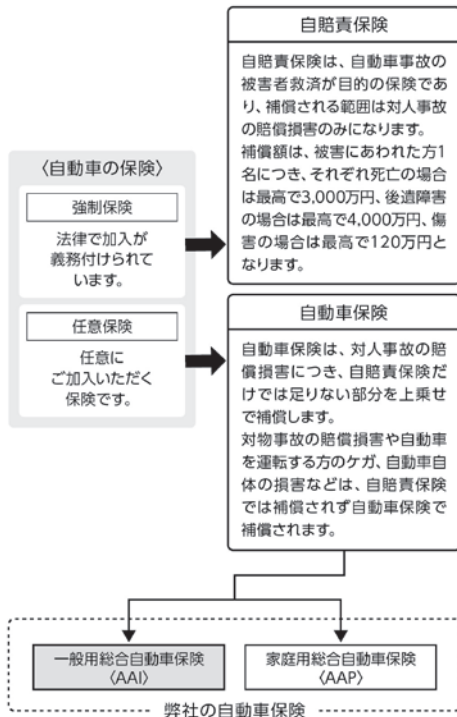 自賠責保険
自賠責保険は、自動車事故の
被害者救済が目的の保険であ
り、補償される範囲は対人事故
の賠償損害のみになります。
補償額は、被害にあわれた方1
名につき、それぞれ死亡の場合
は最高で3,000万円、後遺障害
の場合は最高で4,000万円、傷
害の場合は最高で120万円と
なります。
〈自動車の保険〉
強制保険
法律で加入が
義務付けられて
います。
任意保険
任意に
ご加入いただく
保険です。
自動車保険
自動車保険は、対人事故の賠
償損害につき、自賠責保険だ
けでは足りない部分を上乗せ
で補償します。
対物事故の賠償損害や自動車
を運転する方のケガ、自動車自
体の損害などは、自賠責保険
では補償されず自動車保険で
補償されます。
一般用総合自動車保険
〈AAI〉
家庭用総合自動車保険
〈AAP〉
弊社の自動車保険